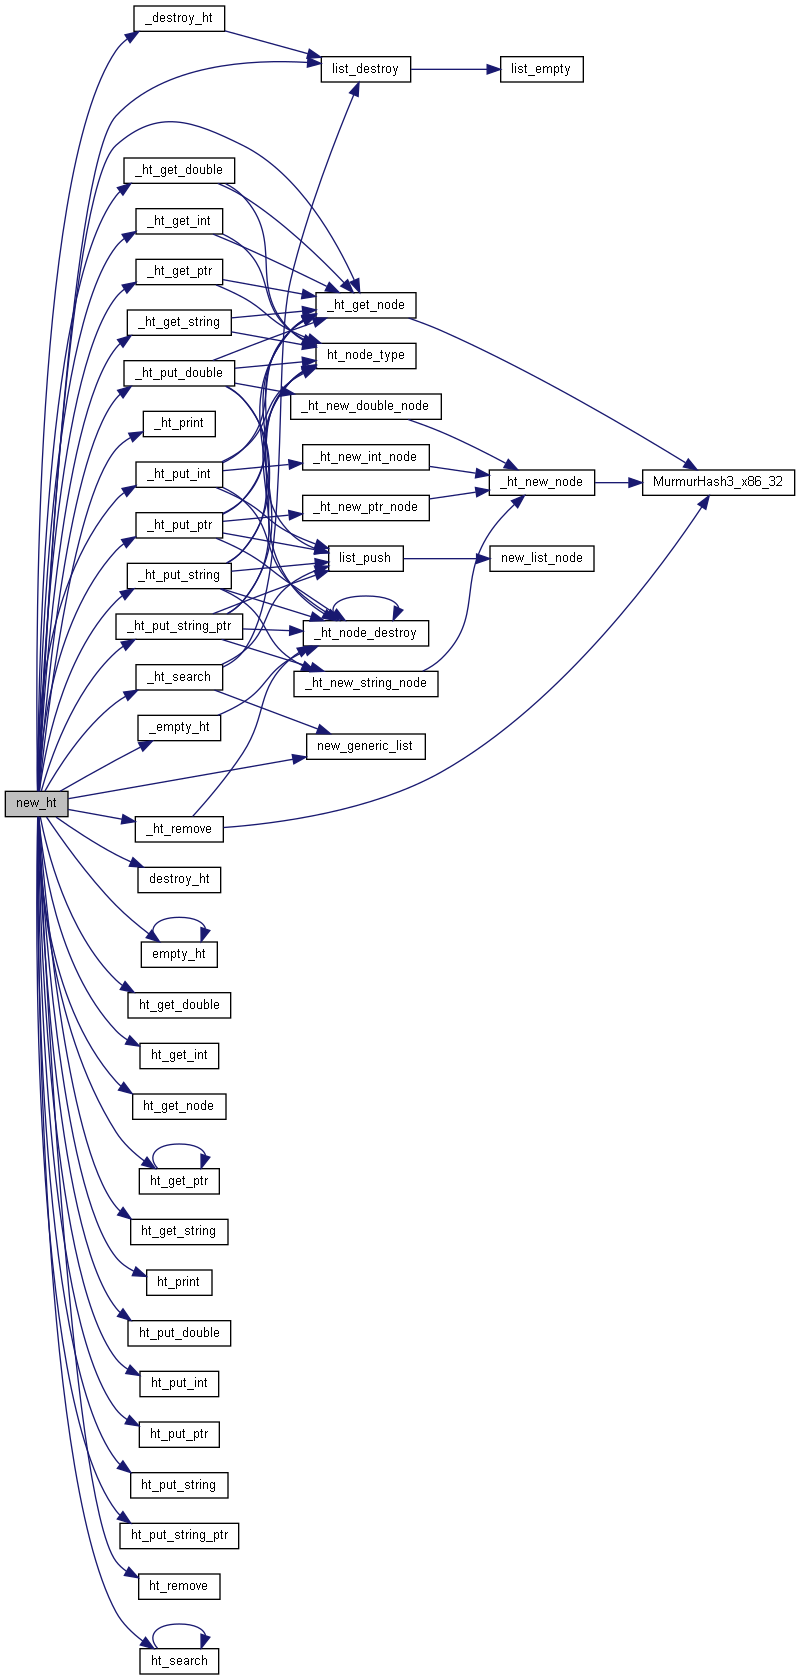 _destroy_ht
list_destroy
list_empty
_ht_get_double
_ht_get_int
_ht_get_ptr
_ht_get_node
_ht_get_string
ht_node_type
_ht_put_double
_ht_new_double_node
_ht_print
_ht_new_int_node
_ht_put_int
_ht_new_node
MurmurHash3_x86_32
_ht_new_ptr_node
_ht_put_ptr
list_push
new_list_node
_ht_put_string
_ht_put_string_ptr
_ht_node_destroy
_ht_search
_ht_new_string_node
_empty_ht
new_generic_list
new_ht
_ht_remove
destroy_ht
empty_ht
ht_get_double
ht_get_int
ht_get_node
ht_get_ptr
ht_get_string
ht_print
ht_put_double
ht_put_int
ht_put_ptr
ht_put_string
ht_put_string_ptr
ht_remove
ht_search